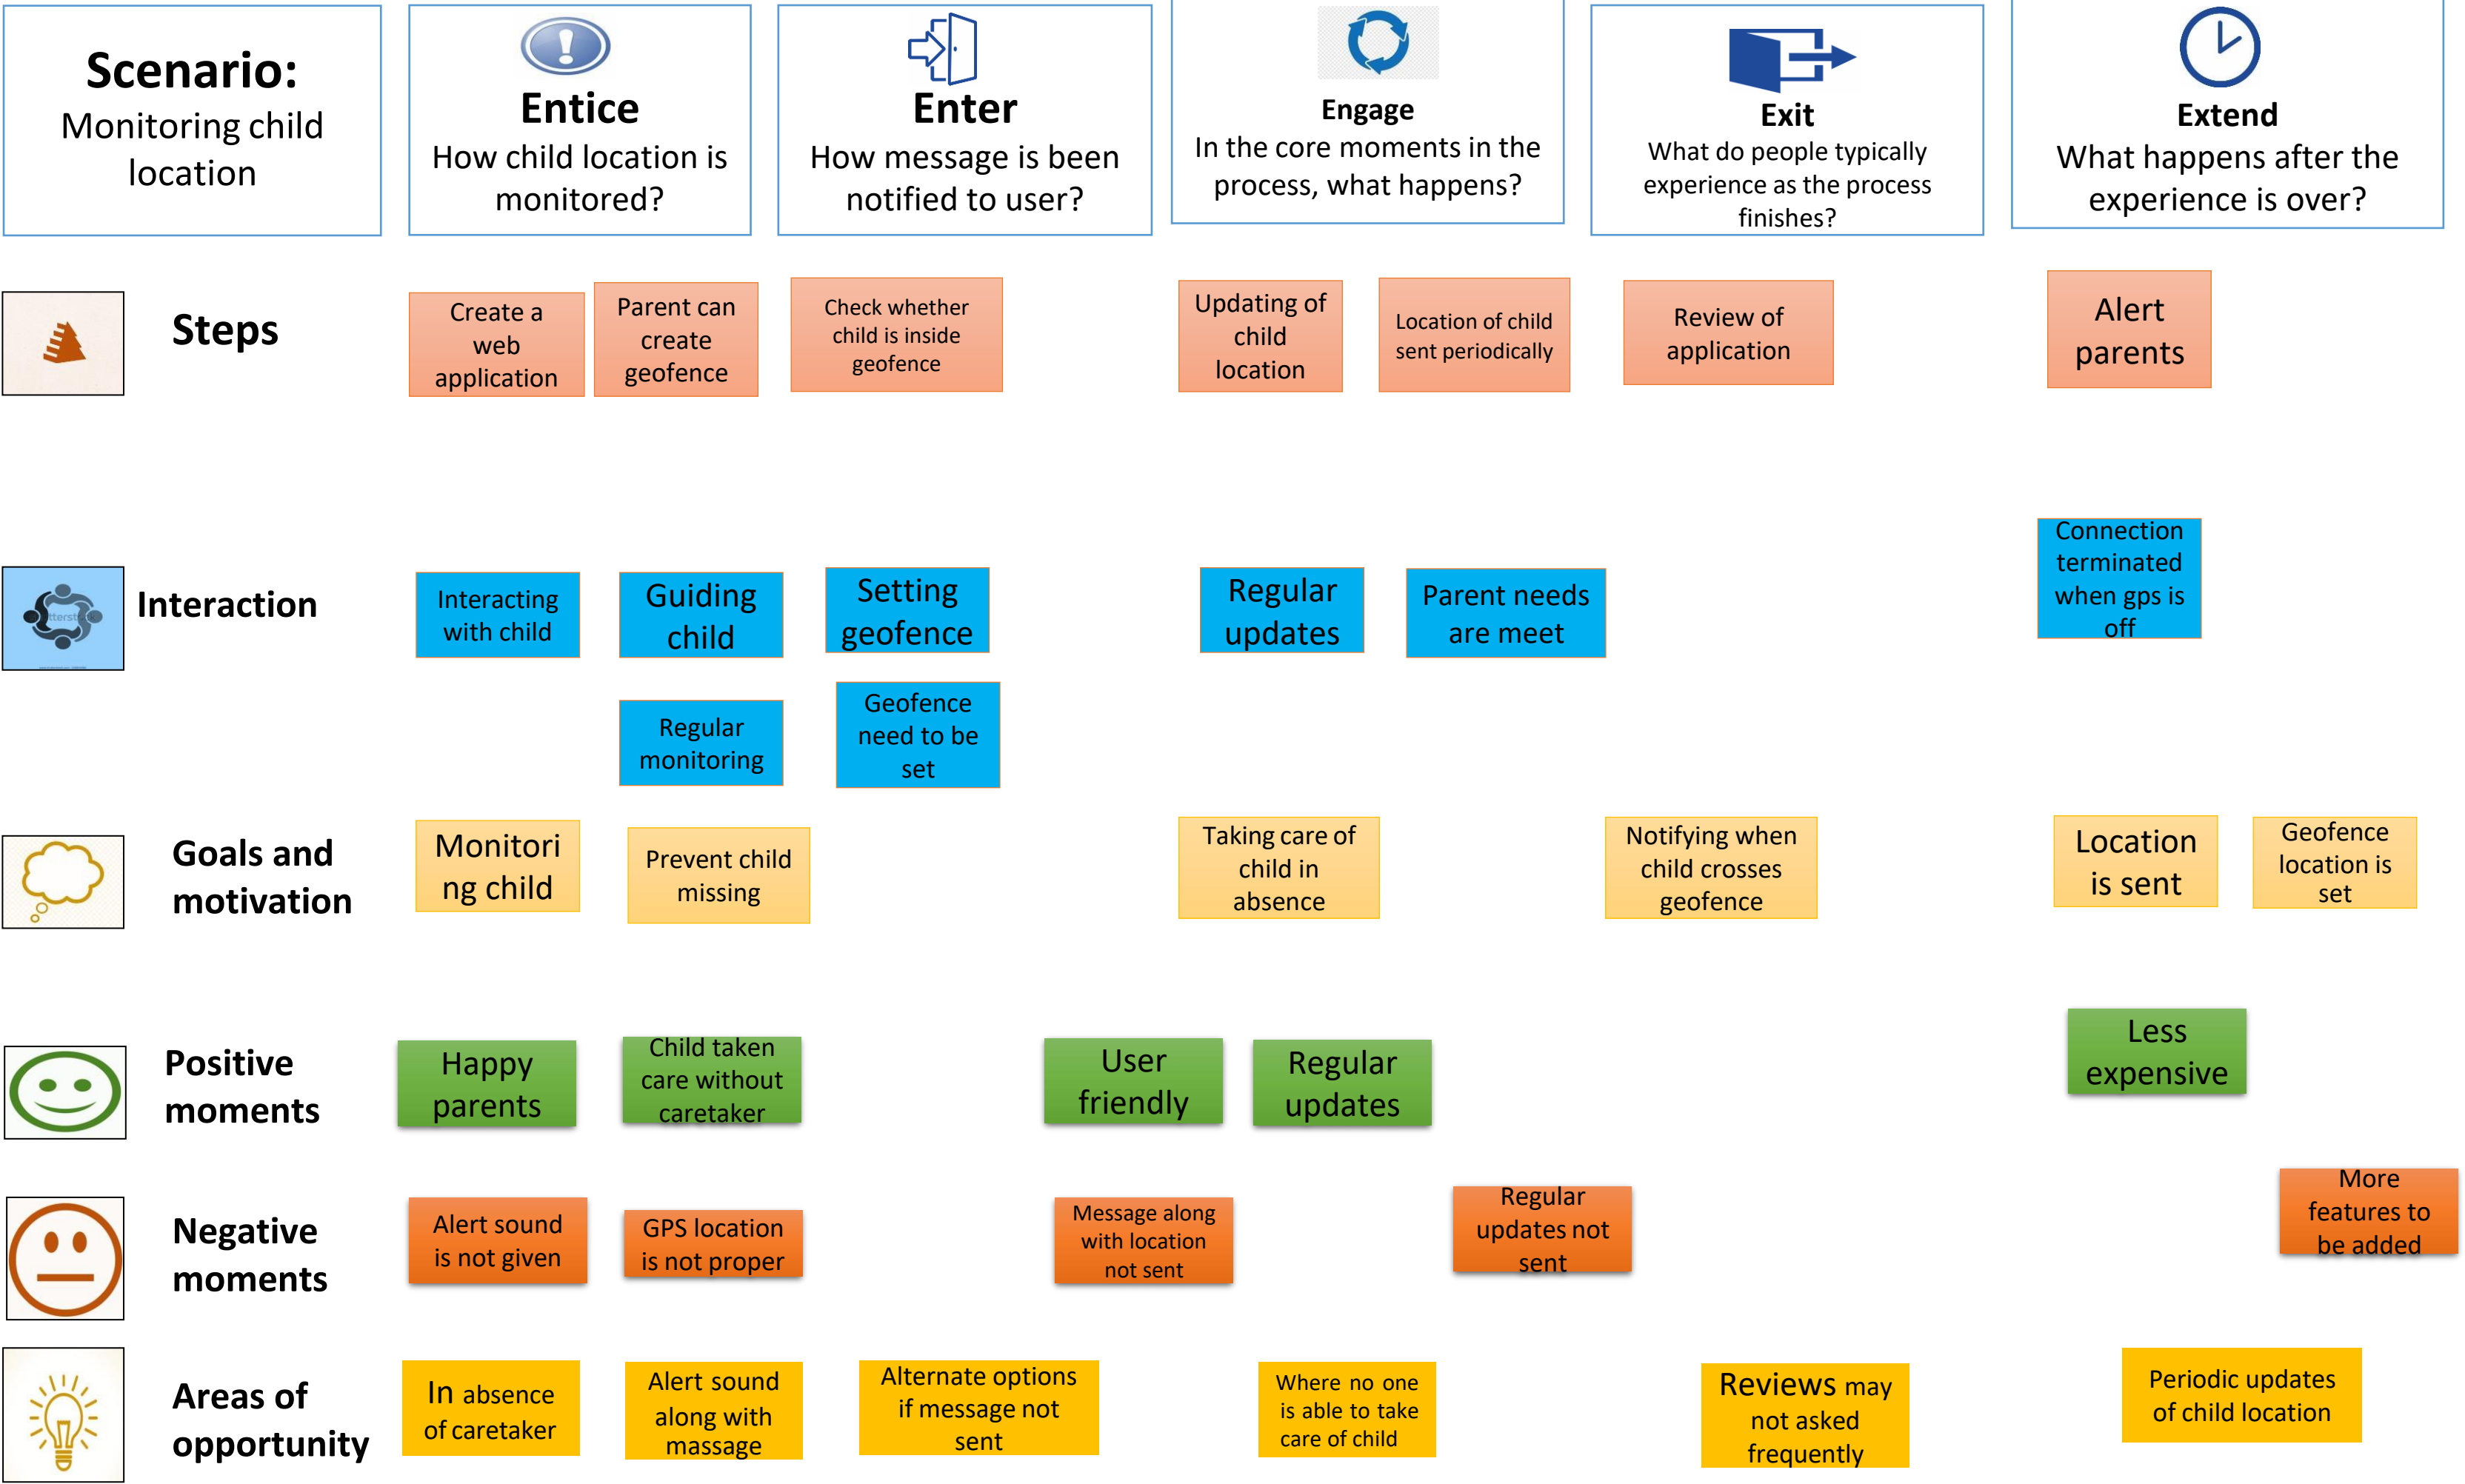 Scenario:
Monitoring child
location
Entice
How child location is
monitored?
Enter
How message is been
notified to user?
Engage
In the core moments in the
process, what happens?
Exit
What do people typically
experience as the process
finishes?
Extend
What happens after the
experience is over?
Steps
Create a
web
application
Parent can
create
geofence
Check whether
child is inside
geofence
Updating of
child
location
Location of child
sent periodically
Review of
application
Alert
parents
Interaction
Interacting
with child
Guiding
child
Setting
geofence
Regular
updates
Parent needs
are meet
Connection
terminated
when gps is
off
Regular
monitoring
Geofence
need to be
set
Goals and
motivation
Monitori
ng child
Prevent child
missing
Taking care of
child in
absence
Notifying when
child crosses
geofence
Location
is sent
Geofence
location is
set
Positive
moments
Happy
parents
Child taken
care without
caretaker
User
friendly
Regular
updates
Less
expensive
Negative
moments
Alert sound
is not given
GPS location
is not proper
Message along
with location
not sent
Regular
updates not
sent
More
features to
be added
Areas of
opportunity
In absence
of caretaker
Alert sound
along with
massage
Alternate options
if message not
sent
Where no one
is able to take
care of child
Reviews may
not asked
frequently
Periodic updates
of child location